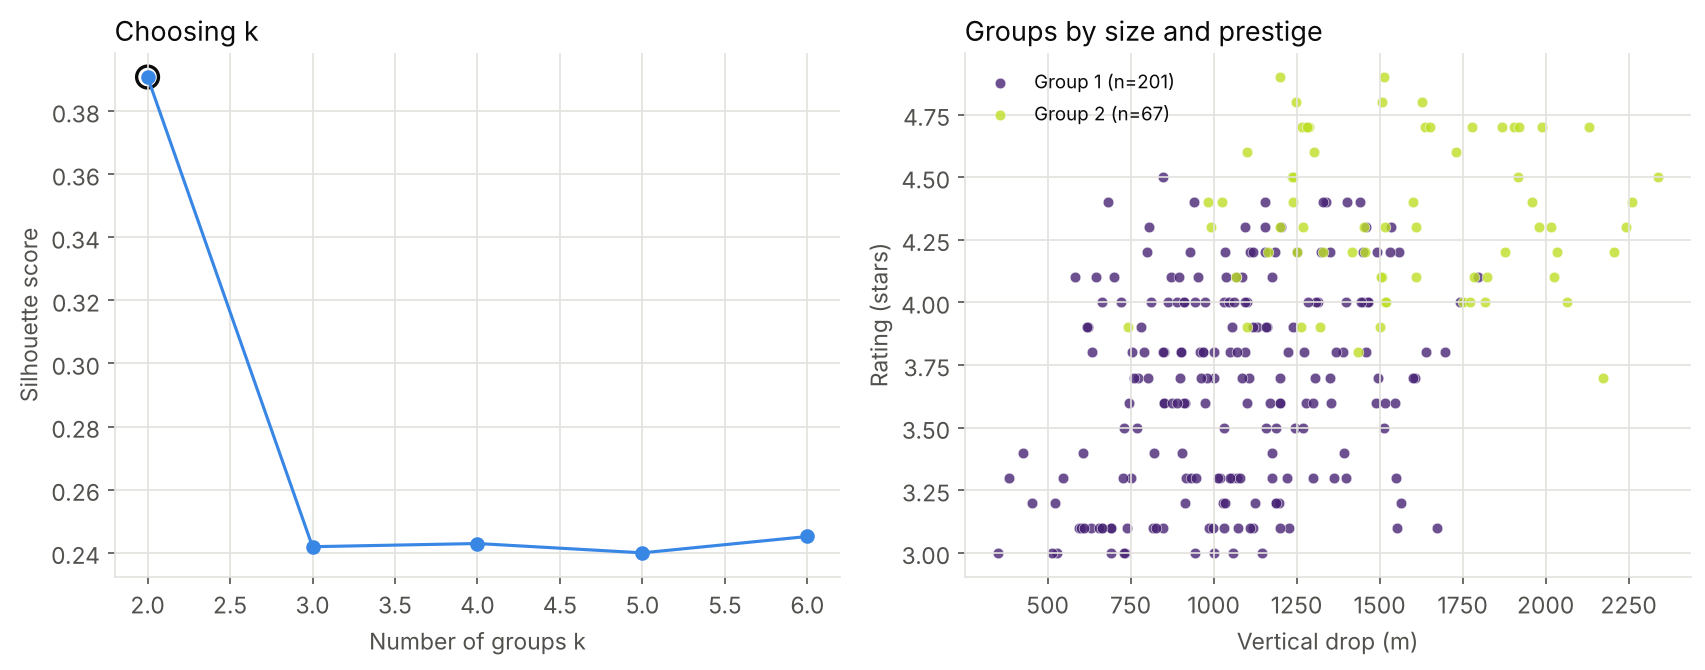 Choosing k
Silhouette score
0.38
0.36
0.34
0.32
0.30
0.28
0.26
0.24
2.0 2.5 3.0 3.5 4.0 4.5 5.0 5.5 6.0
Number of groups k
Groups by size and prestige
Group 1 (n=201)
Group 2 (n=67)
Rating (stars)
4.75
4.50
4.25
4.00
3.75
3.50
3.25
3.00
500 750 1000 1250 1500 1750 2000 2250
Vertical drop (m)